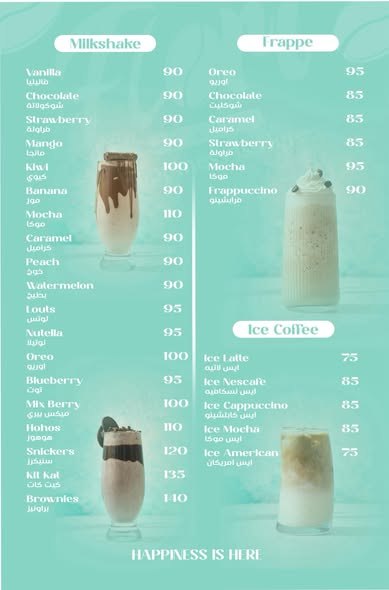 Milkshake
Vanilla 90
فانيليا
Chocolate 90
شوكولاتة
Strawberry 90
فراولة
Mango 90
مانجا
Kiwi 100
كيوي
Banana 90
موز
Mocha 110
موكا
Caramel 90
كراميل
Peach 90
خوخ
Watermelon 90
بطيخ
Louts 95
لوتس
Nutella 95
نوتيلا
Oreo 100
اوريو
Blueberry 95
توت
Mix Berry 100
ميكس بيري
Hohos 110
هوهوز
Snickers 120
سنيكرز
Kit Kat 135
كيت كات
Brownies 140
براونيز
Frappe
Oreo 95
اوريو
Chocolate 85
شوكليت
Caramel 85
كراميل
Strawberry 85
فراولة
Mocha 95
موكا
Frappuccino 90
فرابتشينو
Ice Coffee
Ice Latte 75
ايس لاتيه
Ice Nescafe 85
ايس نسكافيه
Ice Cappuccino 85
ايس كابتشينو
Ice Mocha 85
ايس موكا
Ice American 75
ايس امريكان
HAPPINESS IS HERE